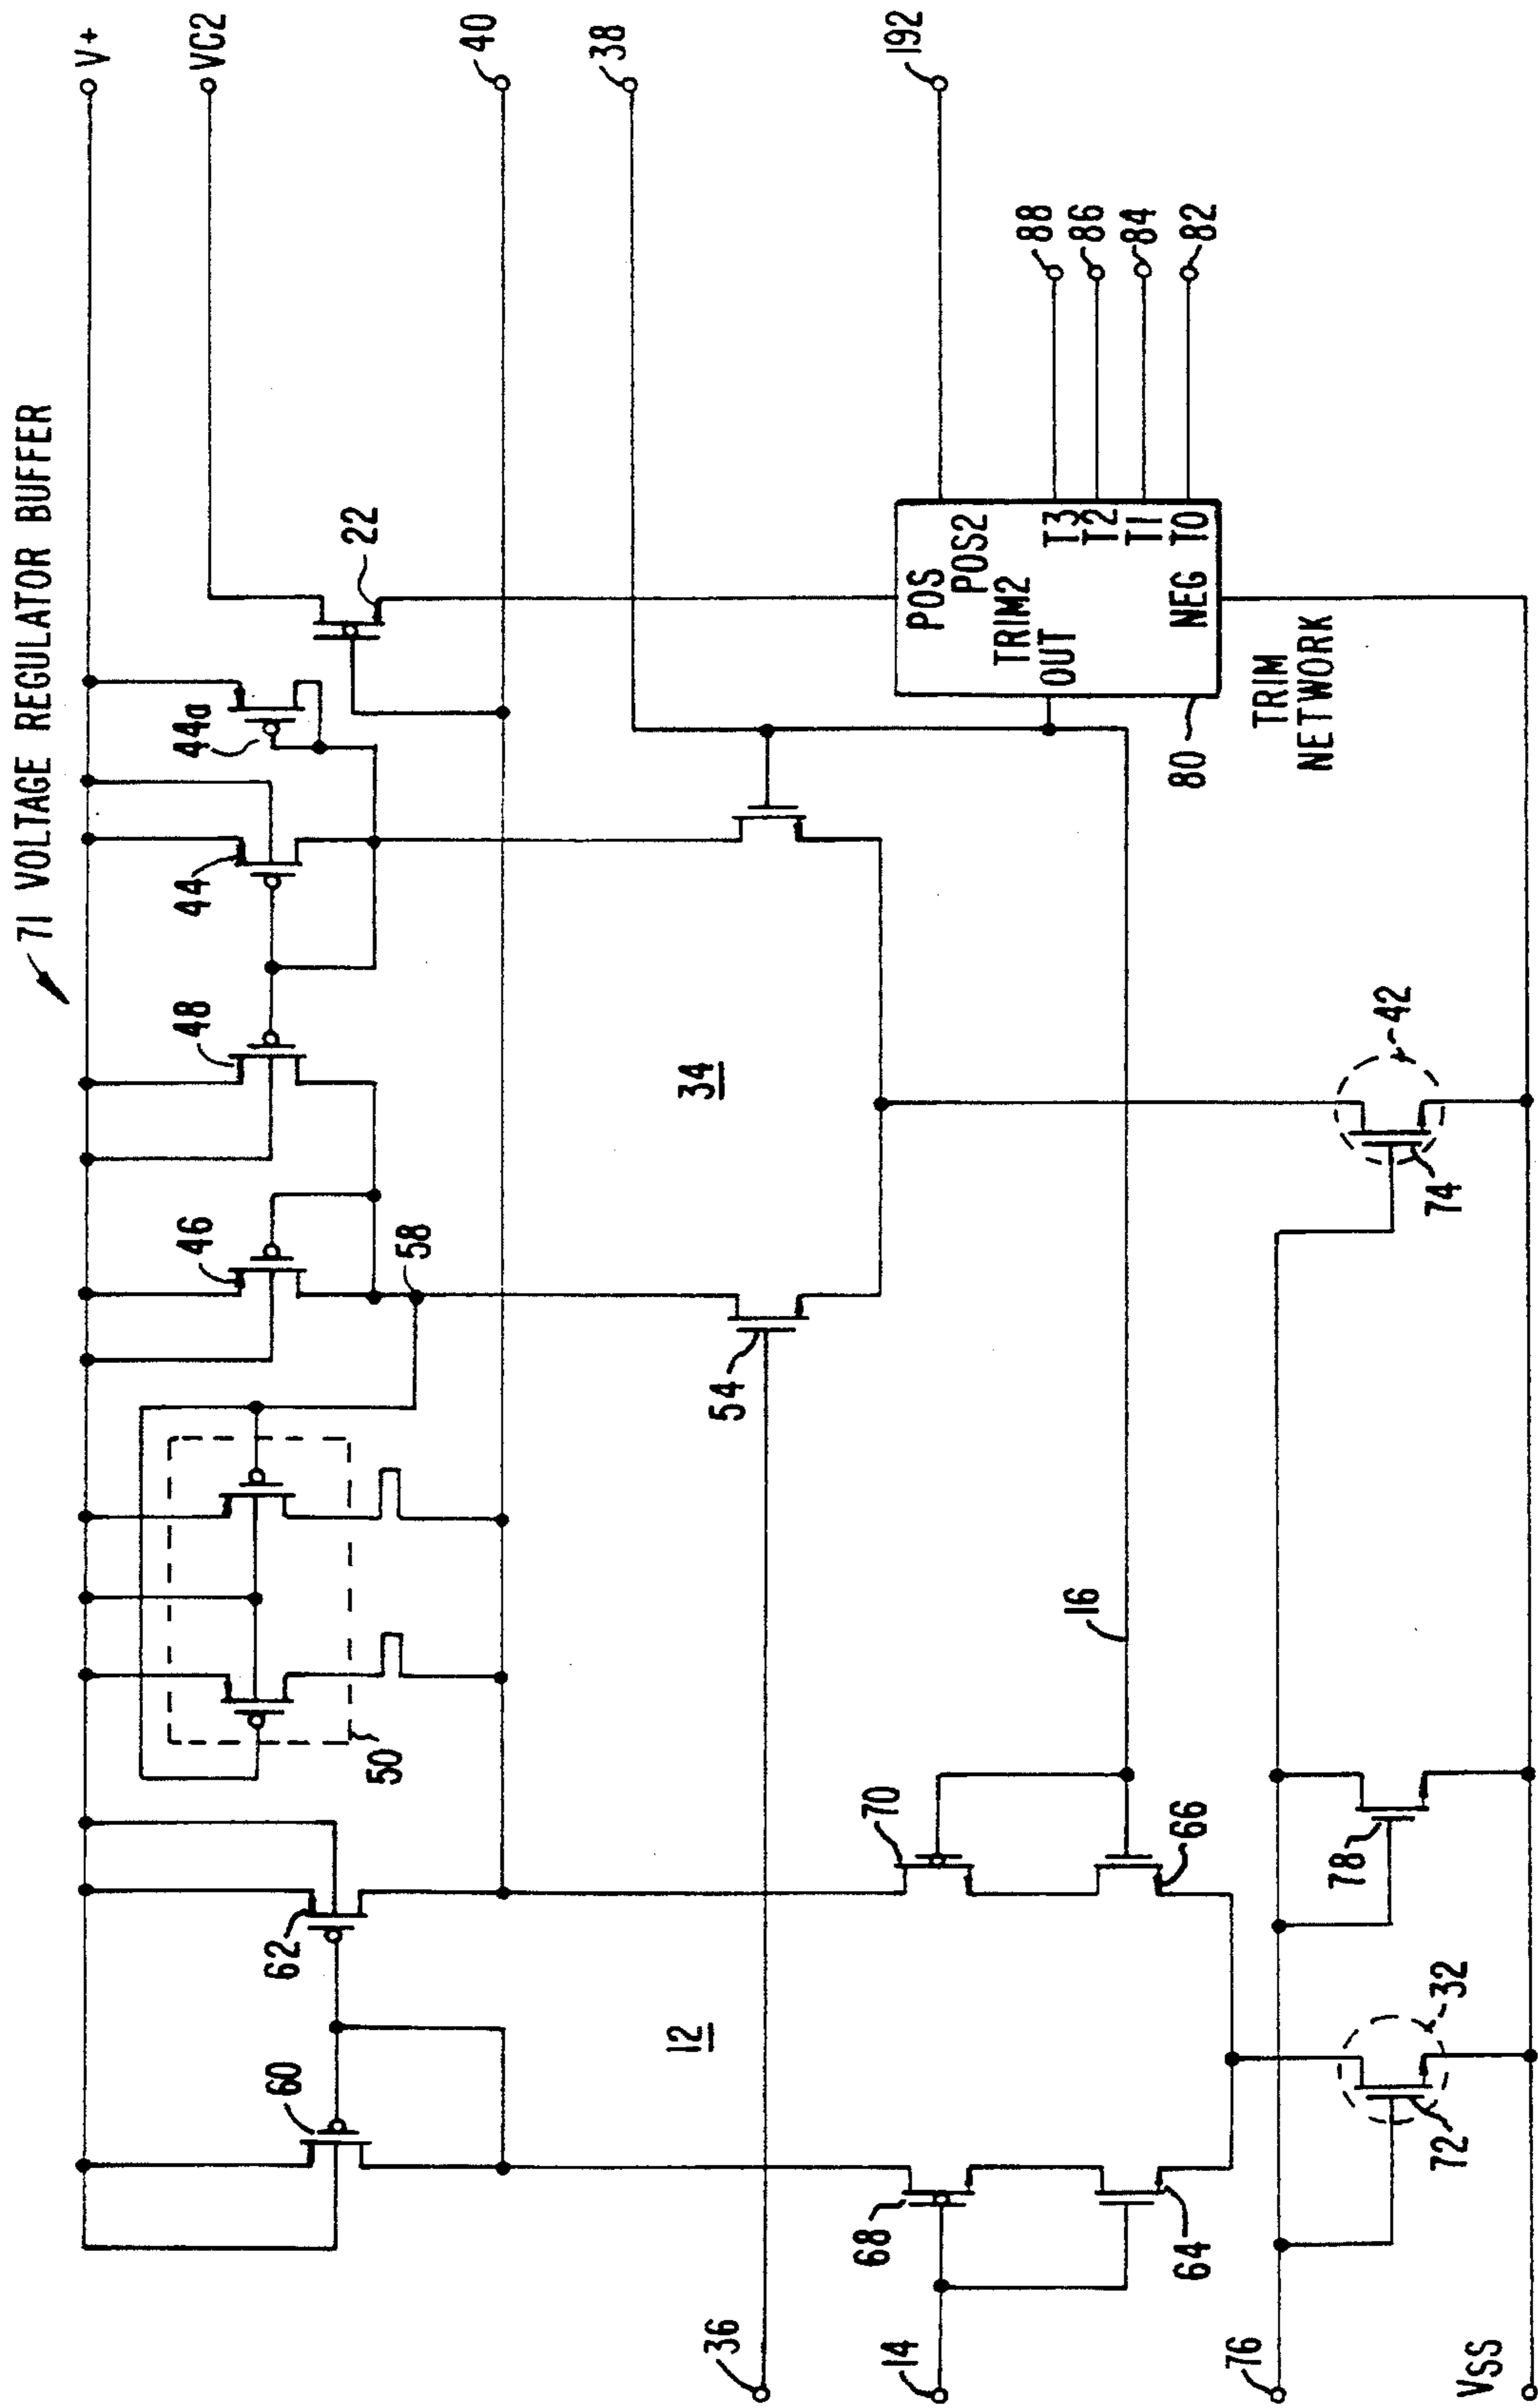 71 VOLTAGE REGULATOR BUFFER
V+
VC2
40
38
192
88
86
84
82
22
44a
44
48
46
58
50
62
60
34
12
54
36
14
16
70
66
68
64
POS
POS2
TRIM2
OUT
T3
T2
T1
T0
NEG
80
TRIM
NETWORK
42
74
78
32
72
76
VSS